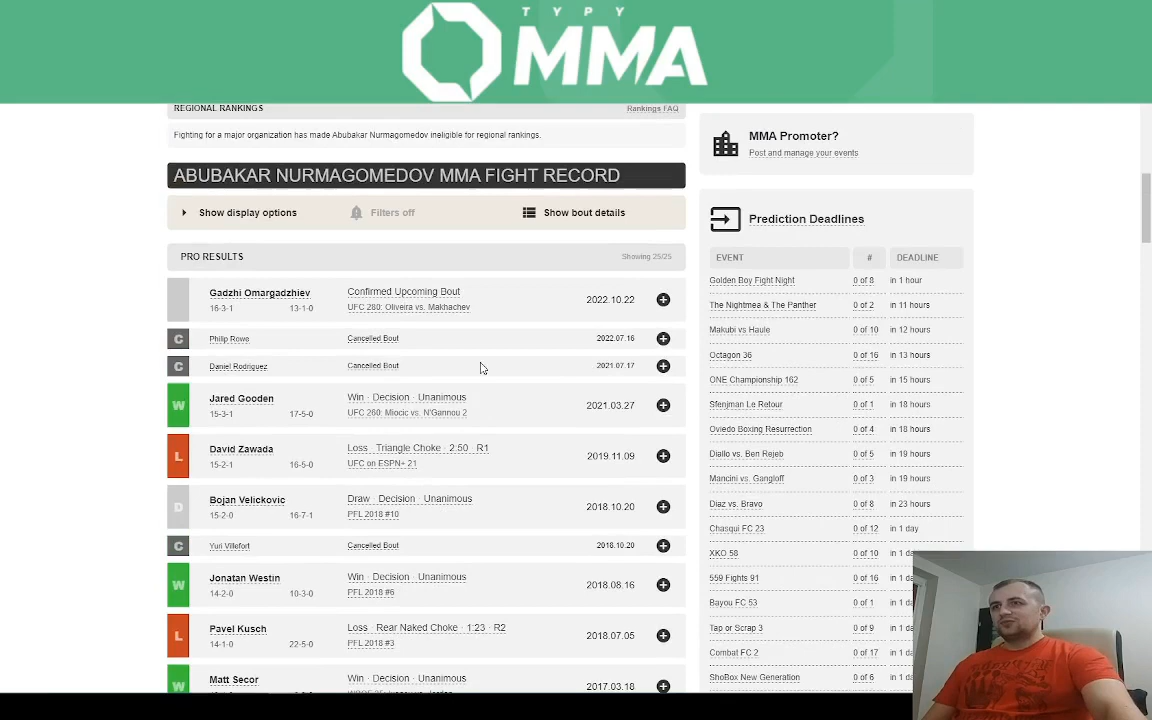 TYPY
MMA
REGIONAL RANKINGS
Rankings FAQ
Fighting for a major organization has made Abubakar Nurmagomedov ineligible for regional rankings.
MMA Promoter?
Post and manage your events
ABUBAKAR NURMAGOMEDOV MMA FIGHT RECORD
Show display options
Filters off
Show bout details
PRO RESULTS
Showing 25/25
Gadzhi Omargadzhiev
Confirmed Upcoming Bout
2022.10.22
16-3-1
13-1-0
UFC 280: Oliveira vs. Makhachev
C
Philip Rowe
Cancelled Bout
2022.07.16
C
Daniel Rodriguez
Cancelled Bout
2021.07.17
W
Jared Gooden
Win · Decision · Unanimous
2021.03.27
15-3-1
17-5-0
UFC 260: Miocic vs. N'Gannou 2
L
David Zawada
Loss · Triangle Choke · 2:50 · R1
2019.11.09
15-2-1
16-5-0
UFC on ESPN+ 21
D
Bojan Velickovic
Draw · Decision · Unanimous
2018.10.20
15-2-0
16-7-1
PFL 2018 #10
C
Yuri Villefort
Cancelled Bout
2018.10.20
W
Jonatan Westin
Win · Decision · Unanimous
2018.08.16
14-2-0
10-3-0
PFL 2018 #6
L
Pavel Kusch
Loss · Rear Naked Choke · 1:23 · R2
2018.07.05
14-1-0
22-5-0
PFL 2018 #3
W
Matt Secor
Win · Decision · Unanimous
2017.03.18
Prediction Deadlines
EVENT # DEADLINE
Golden Boy Fight Night 0 of 8 in 1 hour
The Nightmea & The Panther 0 of 2 in 11 hours
Makubi vs Haule 0 of 10 in 12 hours
Octagon 36 0 of 16 in 13 hours
ONE Championship 162 0 of 5 in 15 hours
Sfenjman Le Retour 0 of 1 in 18 hours
Oviedo Boxing Resurrection 0 of 4 in 18 hours
Diallo vs. Ben Rejeb 0 of 5 in 19 hours
Mancini vs. Gangloff 0 of 3 in 19 hours
Diaz vs. Bravo 0 of 8 in 23 hours
Chasqui FC 23 0 of 12 in 1 day
XKO 58 0 of 10 in 1
559 Fights 91 0 of 16 in 1
Bayou FC 53 0 of 1 in 1
Tap or Scrap 3 0 of 9 in 1
Combat FC 2 0 of 17 in 1
ShoBox New Generation 0 of 6 in 1